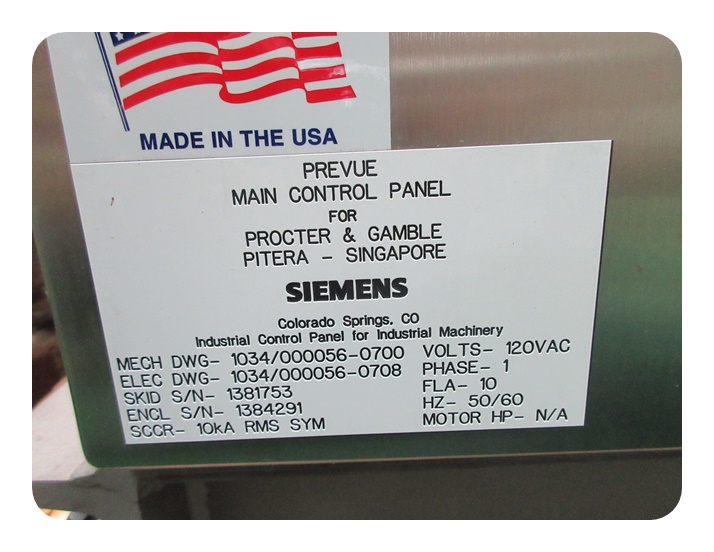 MADE IN THE USA
PREVUE
MAIN CONTROL PANEL
FOR
PROCTER & GAMBLE
PITERA - SINGAPORE
SIEMENS
Colorado Springs, CO
Industrial Control Panel for Industrial Machinery
MECH DWG- 1034/000056-0700
ELEC DWG- 1034/000056-0708
SKID S/N- 1381753
ENCL S/N- 1384291
SCCR- 10kA RMS SYM
VOLTS- 120VAC
PHASE- 1
FLA- 10
HZ- 50/60
MOTOR HP- N/A